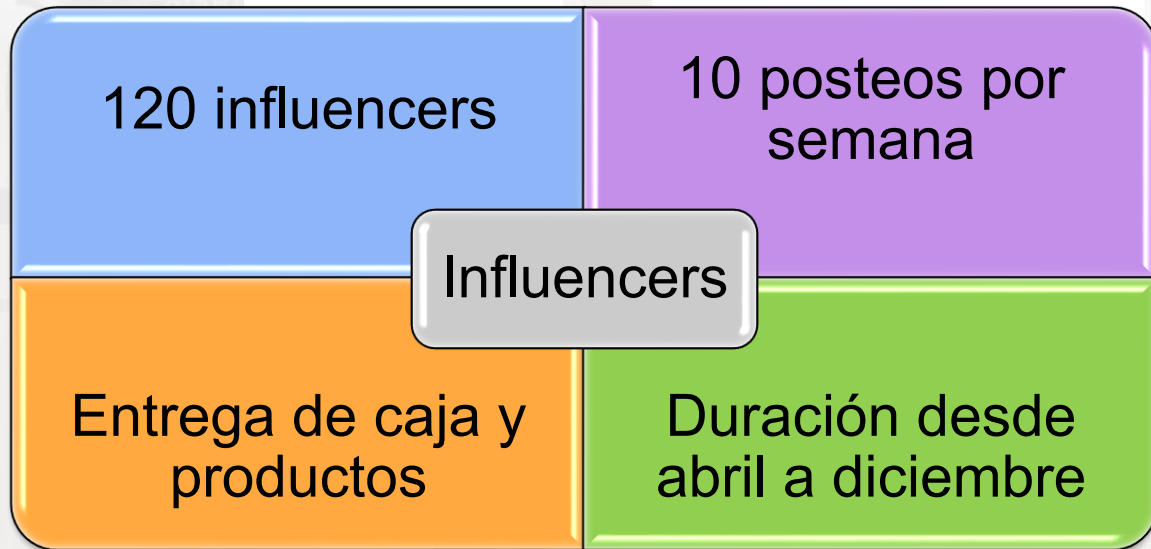 120 influencers
10 posteos por
semana
Influencers
Entrega de caja y
productos
Duración desde
abril a diciembre